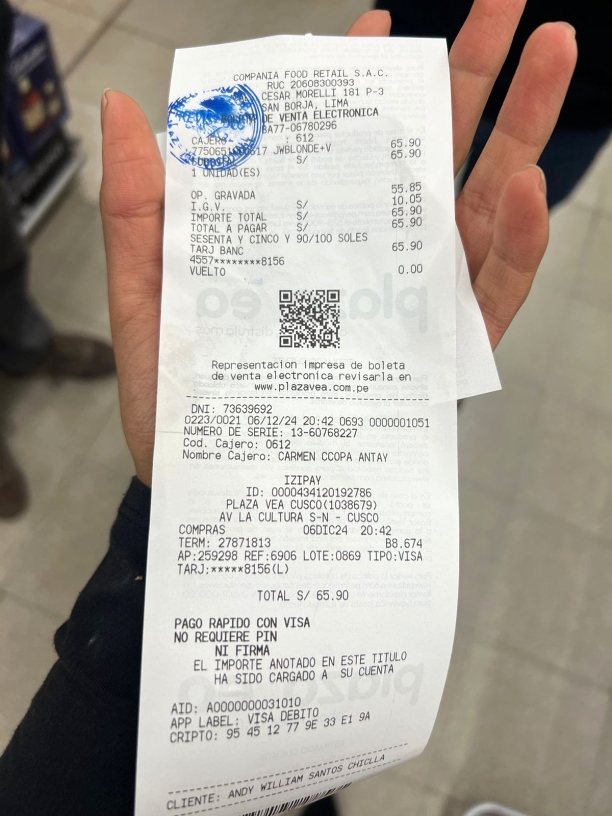 COMPANIA FOOD RETAIL S.A.C.
RUC 20608300393
CESAR MORELLI 181 P-3
SAN BORJA, LIMA
DE VENTA ELECTRONICA
BA77-06780296
CAJERO : 612
JWBLONDE+V 65.90
S/ 65.90
1 UNIDAD(ES)
OP. GRAVADA 55.85
I.G.V. S/ 10.05
IMPORTE TOTAL S/ 65.90
TOTAL A PAGAR S/ 65.90
SESENTA Y CINCO Y 90/100 SOLES
TARJ BANC 65.90
4557********8156
VUELTO 0.00
Representacion impresa de boleta
de venta electronica revisarla en
www.plazavea.com.pe
DNI: 73639692
0223/0021 06/12/24 20:42 0693 0000001051
NUMERO DE SERIE: 13-60768227
Cod. Cajero: 0612
Nombre Cajero: CARMEN CCOPA ANTAY
IZIPAY
ID: 0000434120192786
PLAZA VEA CUSCO(1038679)
AV LA CULTURA S-N - CUSCO
COMPRAS 06DIC24 20:42
TERM: 27871813 B8.674
AP:259298 REF:6906 LOTE:0869 TIPO:VISA
TARJ:*****8156(L)
TOTAL S/ 65.90
PAGO RAPIDO CON VISA
NO REQUIERE PIN
NI FIRMA
EL IMPORTE ANOTADO EN ESTE TITULO
HA SIDO CARGADO A SU CUENTA
AID: A0000000031010
APP LABEL: VISA DEBITO
CRIPTO: 95 45 12 77 9E 33 E1 9A
CLIENTE: ANDY WILLIAM SANTOS CHICLLA